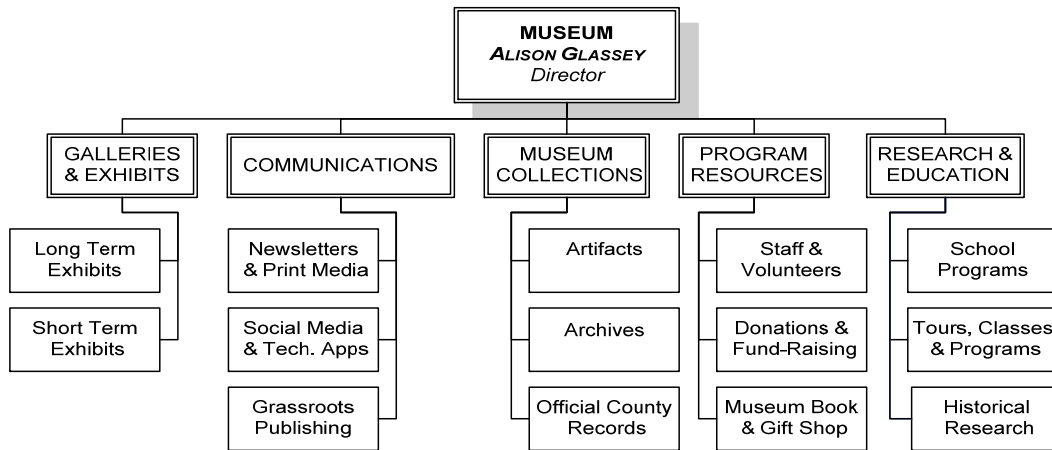 MUSEUM
ALISON GLASSEY
Director
GALLERIES
& EXHIBITS
COMMUNICATIONS
MUSEUM
COLLECTIONS
PROGRAM
RESOURCES
RESEARCH &
EDUCATION
Long Term
Exhibits
Short Term
Exhibits
Newsletters
& Print Media
Social Media
& Tech. Apps
Grassroots
Publishing
Artifacts
Archives
Official County
Records
Staff &
Volunteers
Donations &
Fund-Raising
Museum Book
& Gift Shop
School
Programs
Tours, Classes
& Programs
Historical
Research